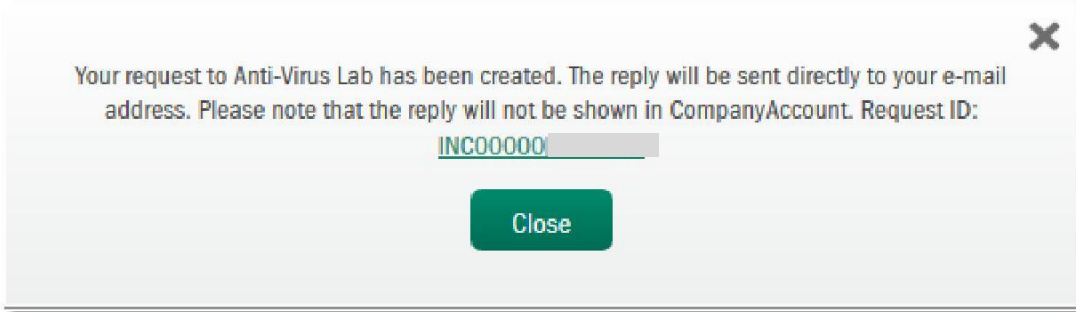 Your request to Anti-Virus Lab has been created. The reply will be sent directly to your e-mail
address. Please note that the reply will not be shown in CompanyAccount. Request ID:
INC00000
Close